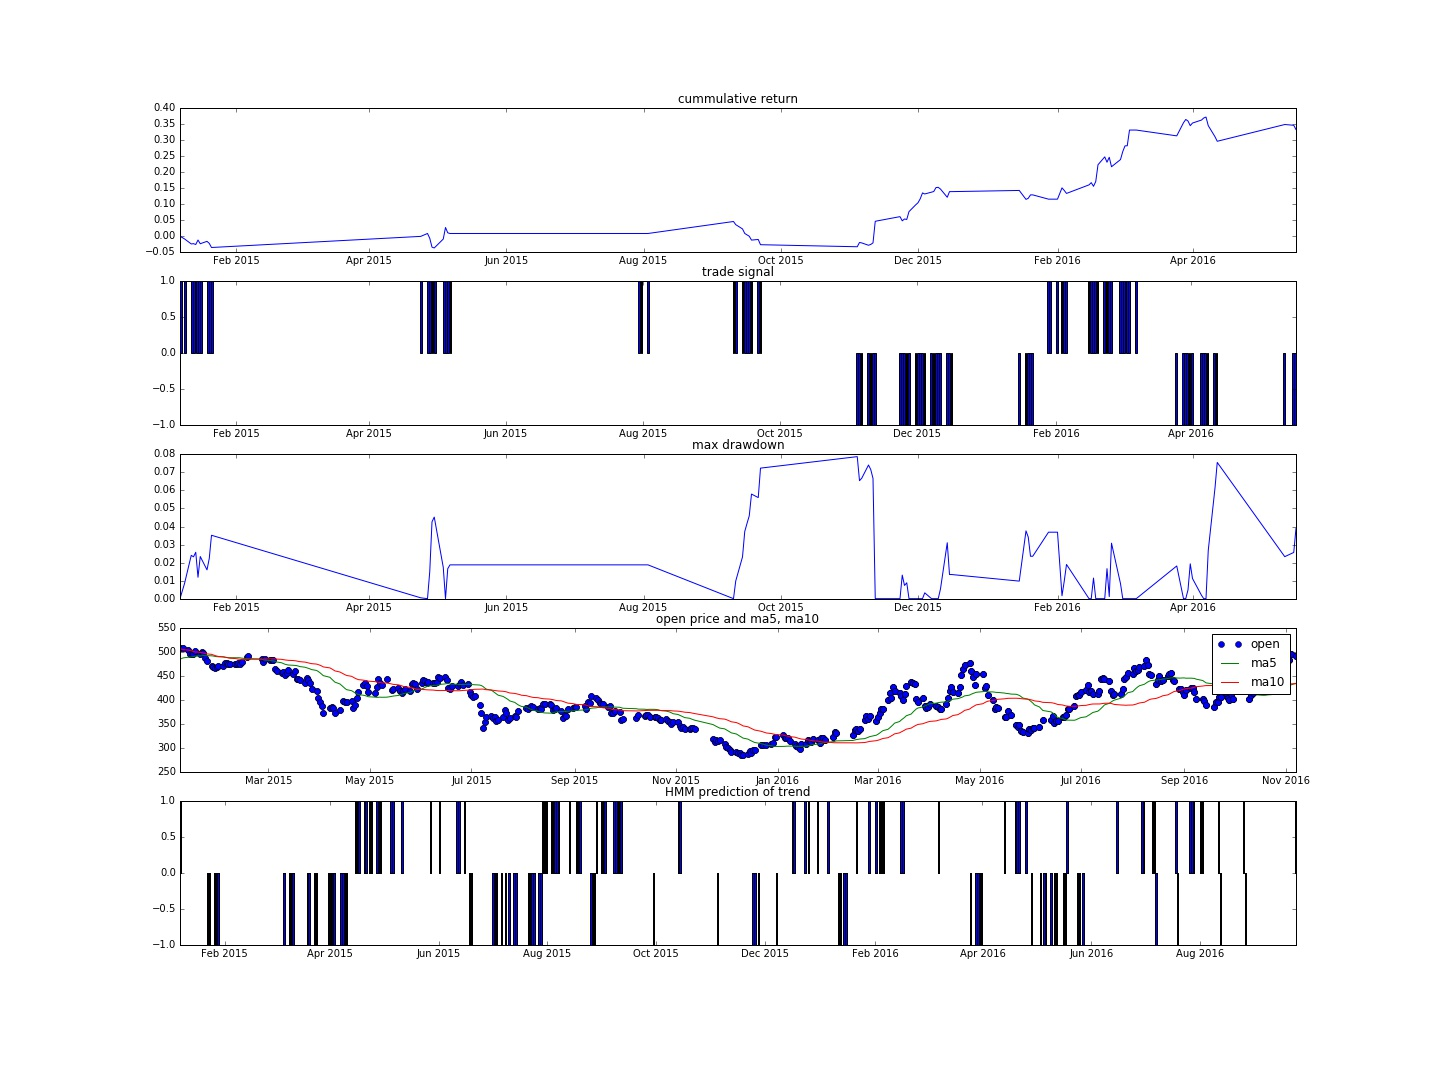 cummulative return
0.40
0.35
0.30
0.25
0.20
0.15
0.10
0.05
0.00
−0.05
Feb 2015 Apr 2015 Jun 2015 Aug 2015 Oct 2015 Dec 2015 Feb 2016 Apr 2016
trade signal
1.0
0.5
0.0
−0.5
−1.0
Feb 2015 Apr 2015 Jun 2015 Aug 2015 Oct 2015 Dec 2015 Feb 2016 Apr 2016
max drawdown
0.08
0.07
0.06
0.05
0.04
0.03
0.02
0.01
0.00
Feb 2015 Apr 2015 Jun 2015 Aug 2015 Oct 2015 Dec 2015 Feb 2016 Apr 2016
open price and ma5, ma10
550
500
450
400
350
300
250
open
ma5
ma10
Mar 2015 May 2015 Jul 2015 Sep 2015 Nov 2015 Jan 2016 Mar 2016 May 2016 Jul 2016 Sep 2016 Nov 2016
HMM prediction of trend
1.0
0.5
0.0
−0.5
−1.0
Feb 2015 Apr 2015 Jun 2015 Aug 2015 Oct 2015 Dec 2015 Feb 2016 Apr 2016 Jun 2016 Aug 2016